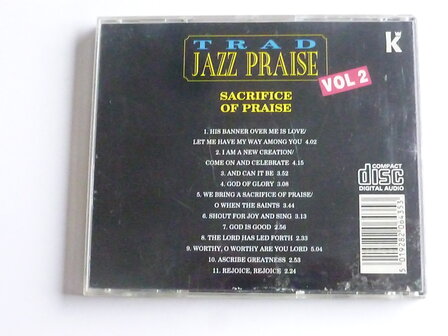 TRAD
JAZZ PRAISE
VOL 2
K
SACRIFICE
OF PRAISE
1. HIS BANNER OVER ME IS LOVE/
LET ME HAVE MY WAY AMONG YOU 4.02
2. I AM A NEW CREATION/
COME ON AND CELEBRATE 4.15
3. AND CAN IT BE 3.52
4. GOD OF GLORY 3.08
5. WE BRING A SACRIFICE OF PRAISE/
O WHEN THE SAINTS 3.44
6. SHOUT FOR JOY AND SING 3.13
7. GOD IS GOOD 2.56
8. THE LORD HAS LED FORTH 2.33
9. WORTHY, O WORTHY ARE YOU LORD 5.04
10. ASCRIBE GREATNESS 2.53
11. REJOICE, REJOICE 2.24
COMPACT
disc
DIGITAL AUDIO
5 019282 064353